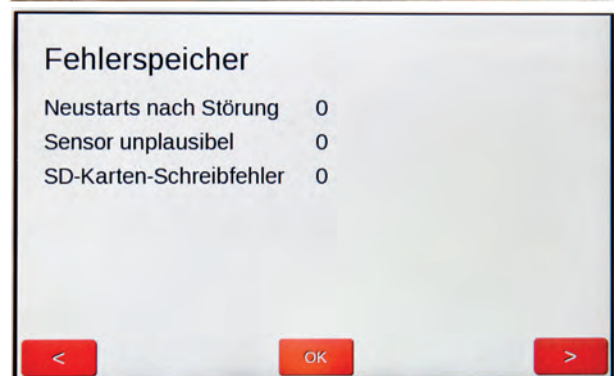 Fehlerspeicher
Neustarts nach Störung 0
Sensor unplausibel 0
SD-Karten-Schreibfehler 0
< OK >